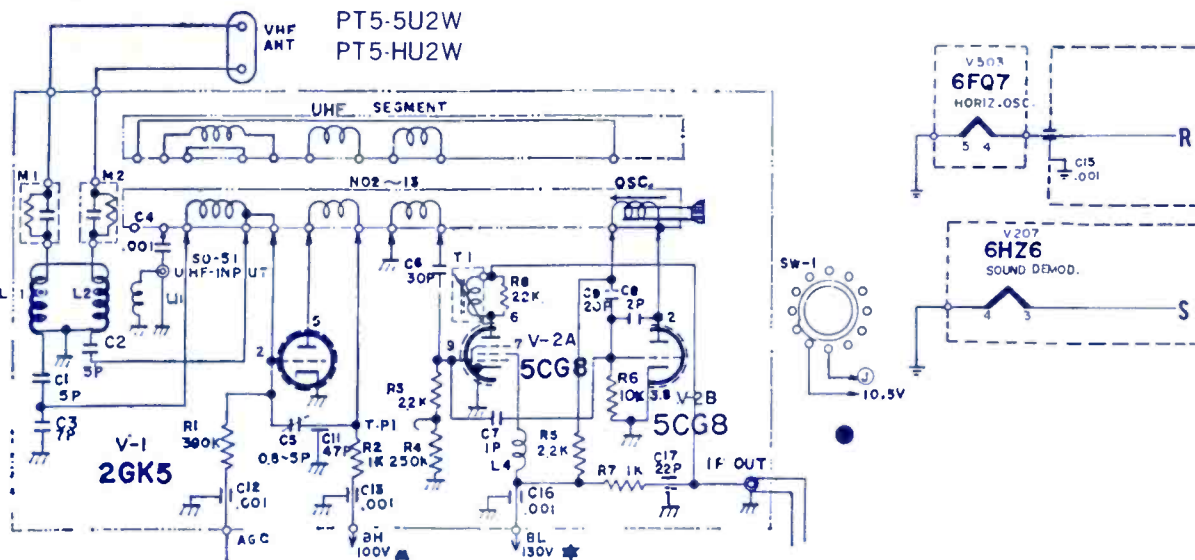 PT5-5U2W
PT5-HU2W
VHF
ANT
UHF SEGMENT
V503
6FQ7
HORIZ.OSC.
5 4
C15
.001
R
M1
M2
NO2~13
OSC.
C4
.001
SO-51
UHF-INPUT
L1
L2
C2
5P
C1
5P
C3
7P
V-1
2GK5
R1
390K
2
5
C5
0.8~5P
C11
47P
T.P1
R2
1K
C12
.001
AGC
C13
.001
BH
100V
C6
30P
T1
R8
22K
6
9
7
V-2A
5CG8
R3
22K
R4
250K
C7
1P
L4
C16
.001
BL
130V
R5
2.2K
C9
20P
C8
2P
2
R6
10K
3.8
V-2B
5CG8
R7 1K
C17
22P
IF OUT
SW-1
J
10.5V
V207
6HZ6
SOUND DEMOD.
4 3
S